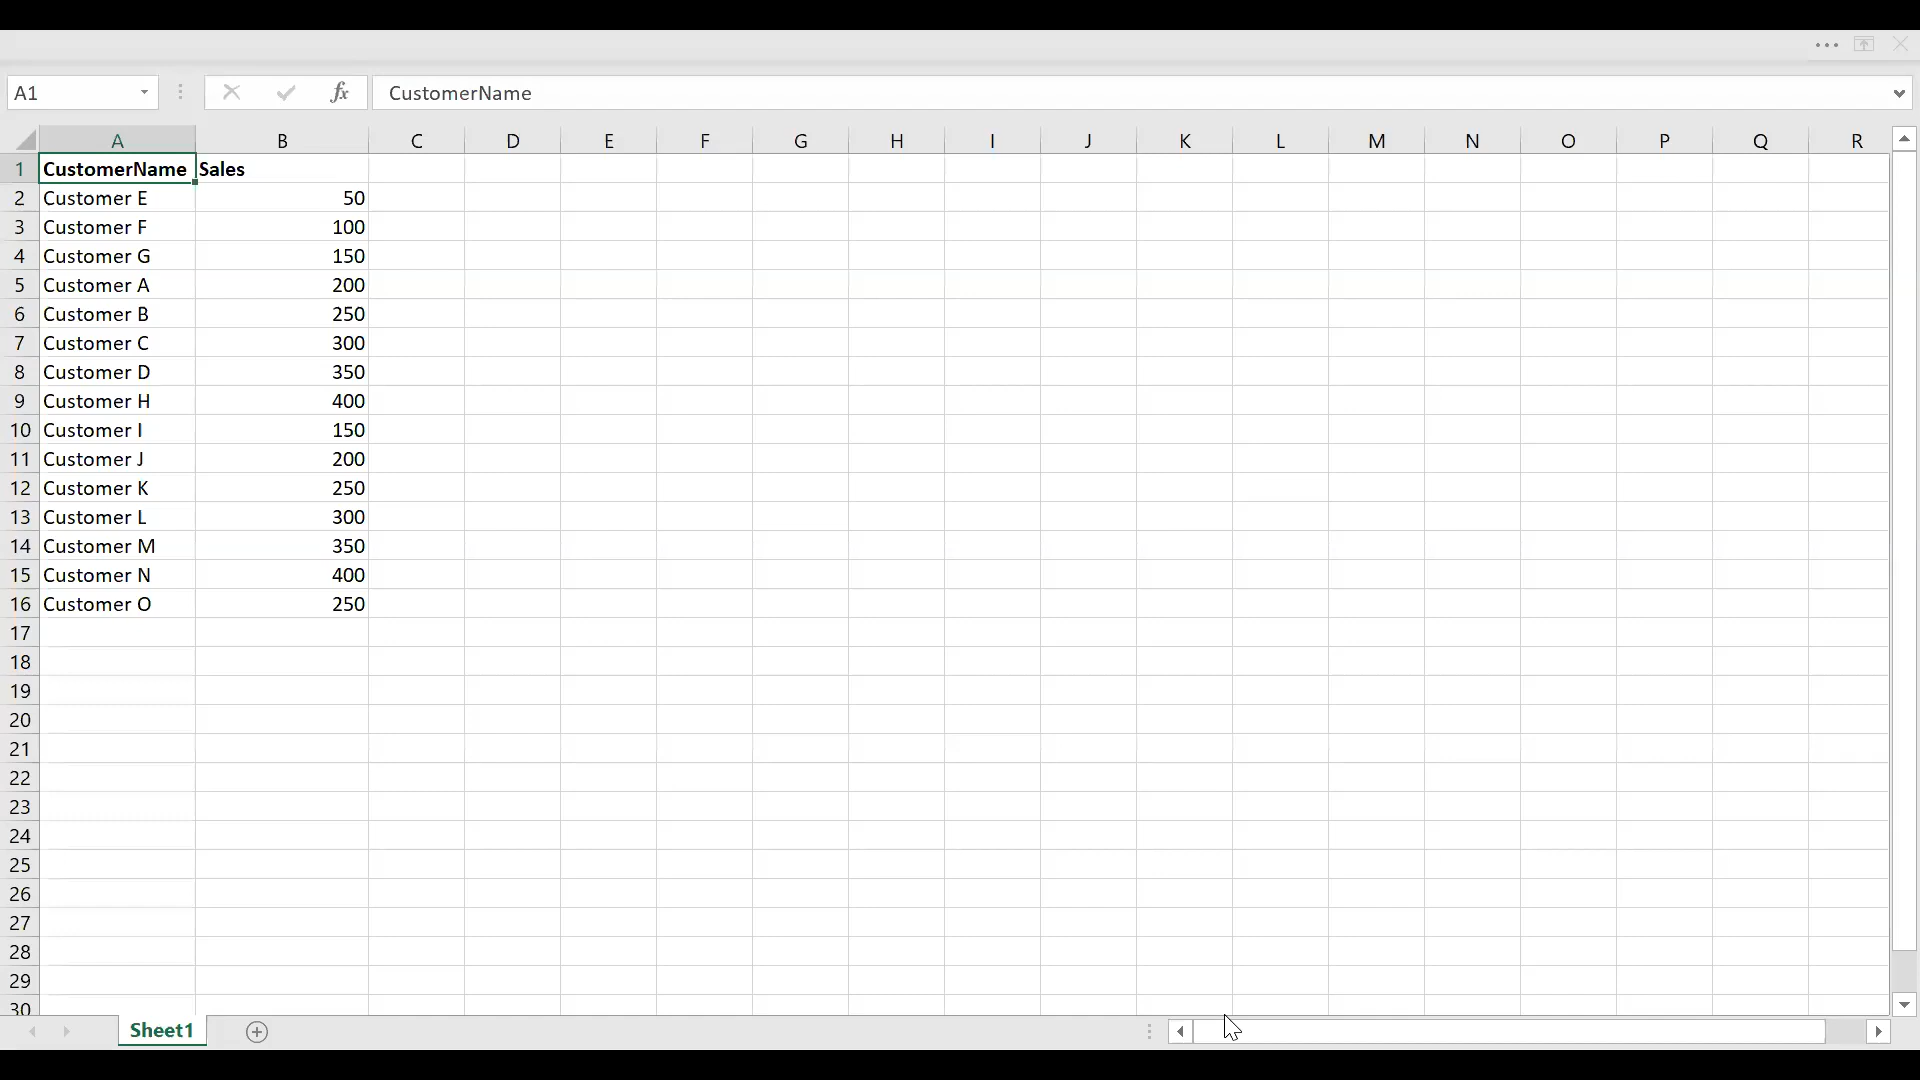 A1 fx CustomerName
A B C D E F G H I J K L M N O P Q R
1 CustomerName Sales
2 Customer E 50
3 Customer F 100
4 Customer G 150
5 Customer A 200
6 Customer B 250
7 Customer C 300
8 Customer D 350
9 Customer H 400
10 Customer I 150
11 Customer J 200
12 Customer K 250
13 Customer L 300
14 Customer M 350
15 Customer N 400
16 Customer O 250
17
18
19
20
21
22
23
24
25
26
27
28
29
30
Sheet1